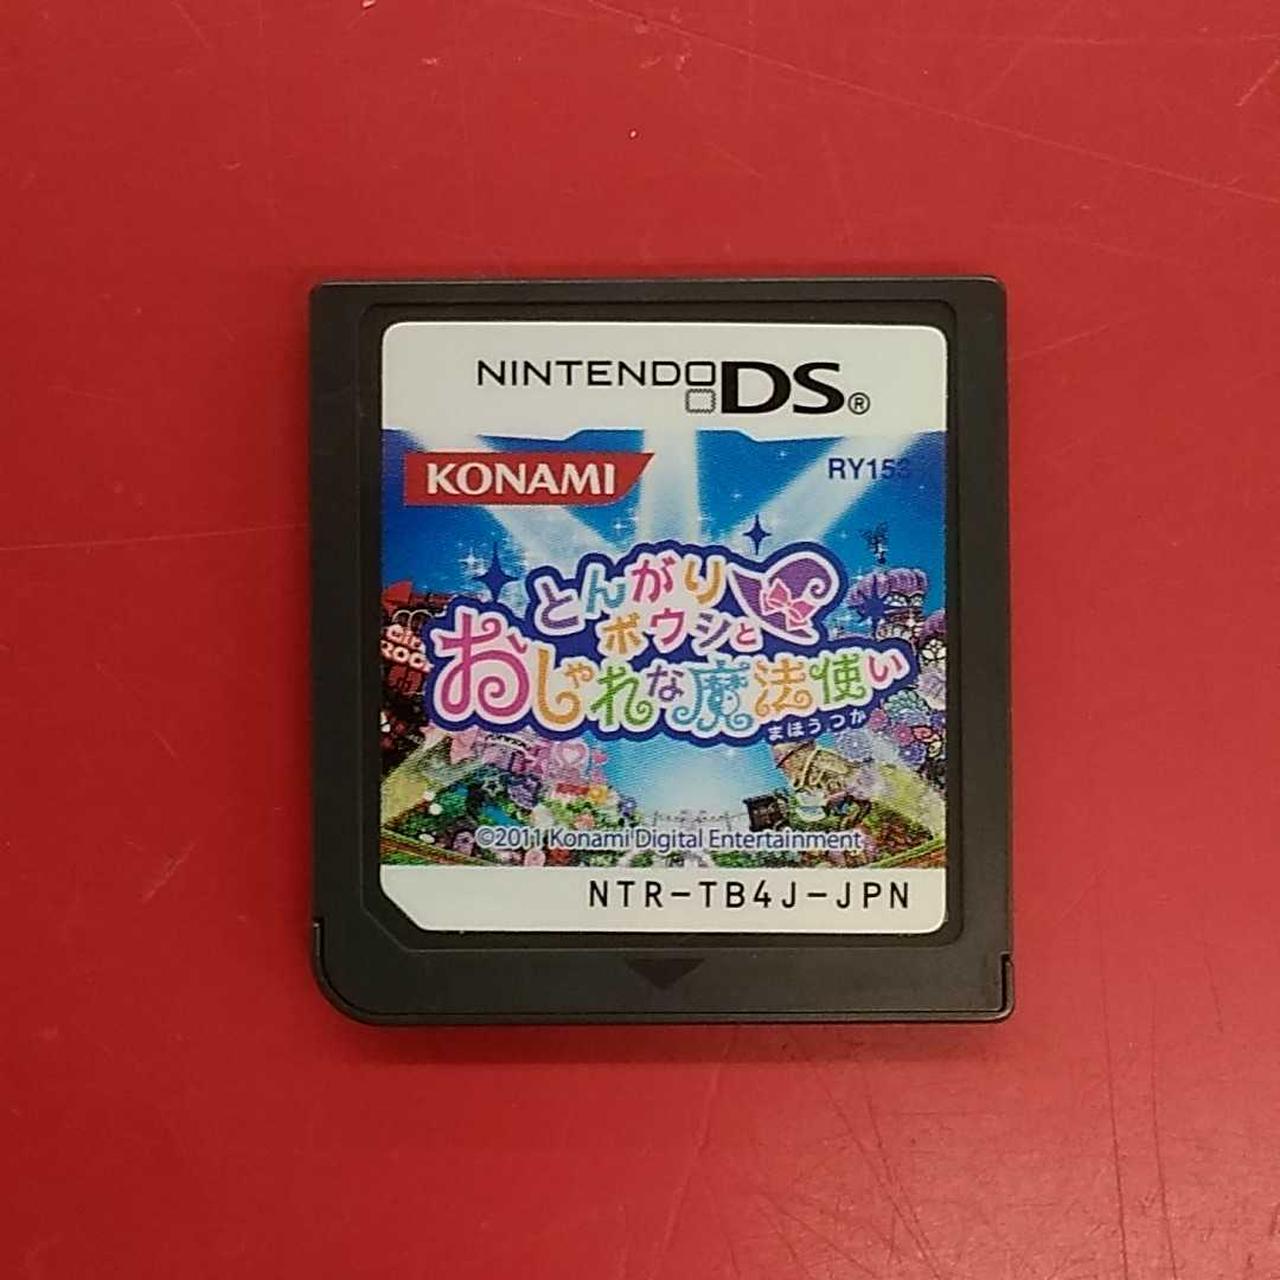 NINTENDO DS®
KONAMI
とんがり
ボウシと
おしゃれな魔法使い
まほうつか
©2011 Konami Digital Entertainment
NTR-TB4J-JPN